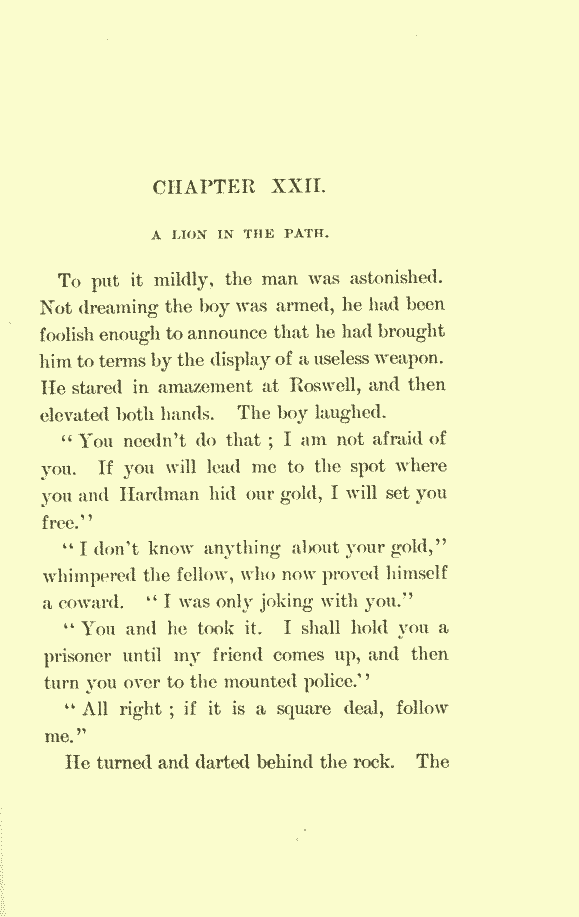 CHAPTER XXII.
A LION IN THE PATH.
To put it mildly, the man was astonished.
Not dreaming the boy was armed, he had been
foolish enough to announce that he had brought
him to terms by the display of a useless weapon.
He stared in amazement at Roswell, and then
elevated both hands. The boy laughed.
" You needn't do that ; I am not afraid of
you. If you will lead me to the spot where
you and Hardman hid our gold, I will set you
free."
" I don't know anything about your gold,"
whimpered the fellow, who now proved himself
a coward. " I was only joking with you."
" You and he took it. I shall hold you a
prisoner until my friend comes up, and then
turn you over to the mounted police."
" All right ; if it is a square deal, follow
me."
He turned and darted behind the rock. The